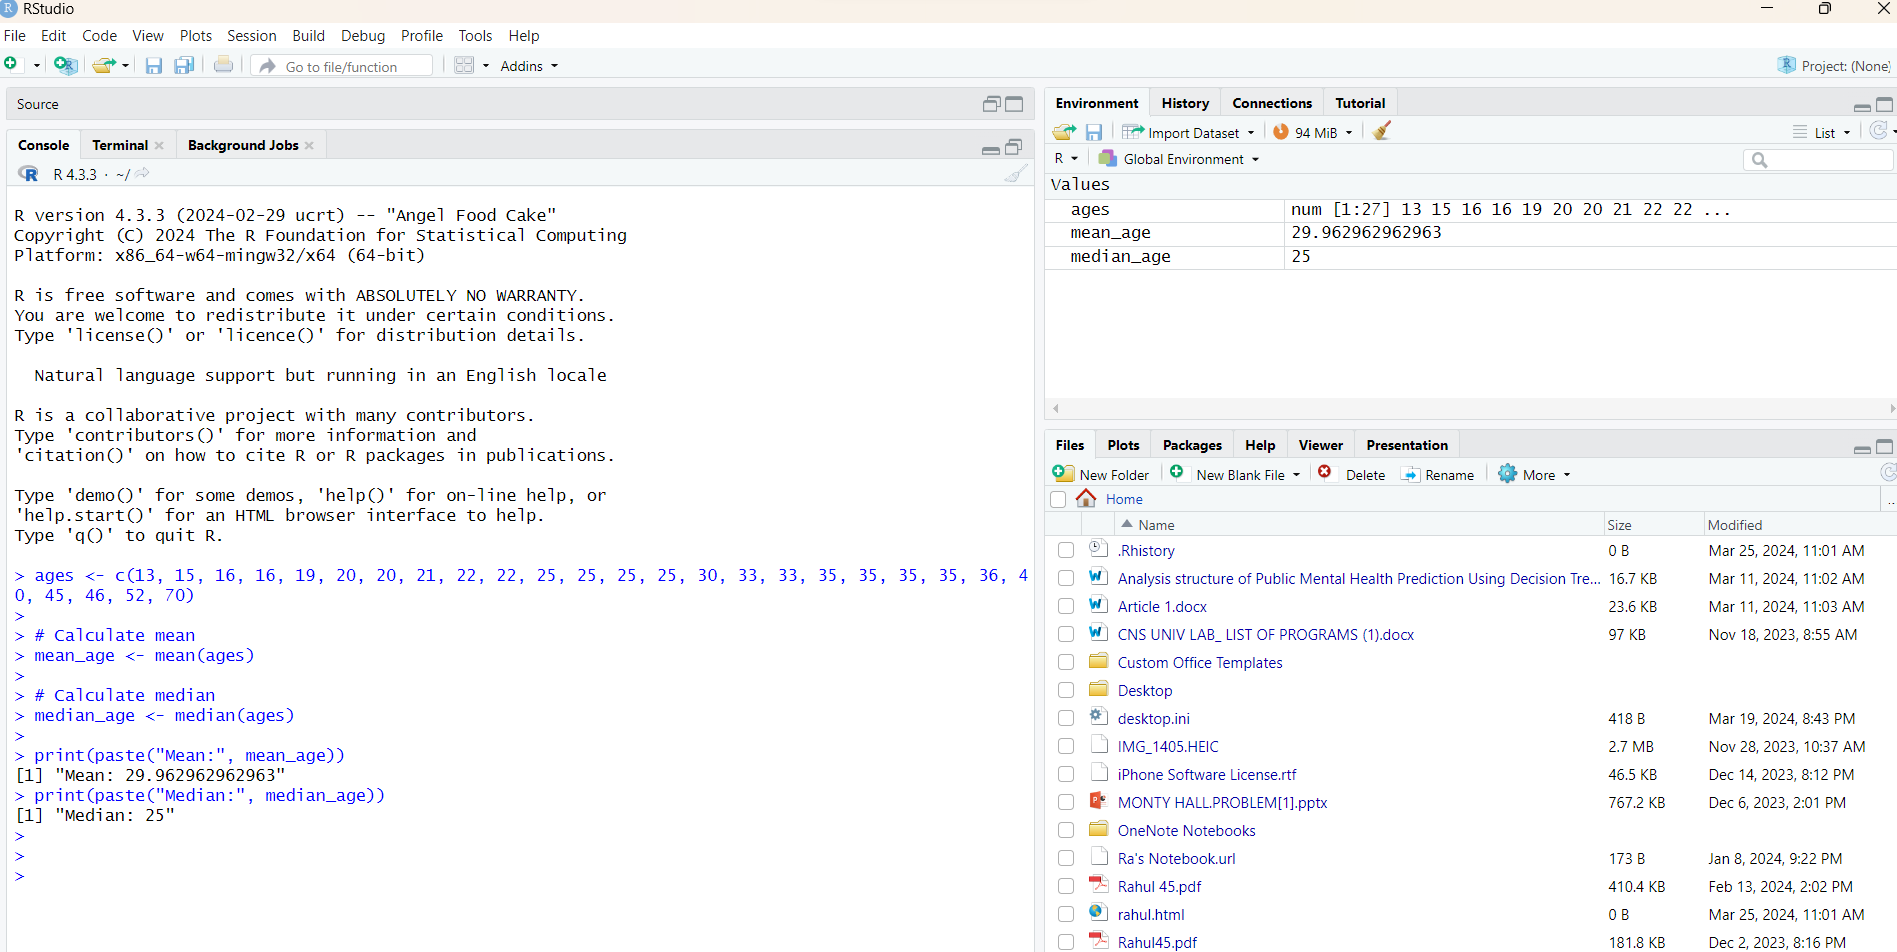 RStudio
File Edit Code View Plots Session Build Debug Profile Tools Help
Go to file/function Addins Project: (None)
Source
Console Terminal Background Jobs
R 4.3.3 · ~/
R version 4.3.3 (2024-02-29 ucrt) -- "Angel Food Cake"
Copyright (C) 2024 The R Foundation for Statistical Computing
Platform: x86_64-w64-mingw32/x64 (64-bit)
R is free software and comes with ABSOLUTELY NO WARRANTY.
You are welcome to redistribute it under certain conditions.
Type 'license()' or 'licence()' for distribution details.
Natural language support but running in an English locale
R is a collaborative project with many contributors.
Type 'contributors()' for more information and
'citation()' on how to cite R or R packages in publications.
Type 'demo()' for some demos, 'help()' for on-line help, or
'help.start()' for an HTML browser interface to help.
Type 'q()' to quit R.
> ages <- c(13, 15, 16, 16, 19, 20, 20, 21, 22, 22, 25, 25, 25, 25, 30, 33, 33, 35, 35, 35, 35, 36, 4
0, 45, 46, 52, 70)
>
> # Calculate mean
> mean_age <- mean(ages)
>
> # Calculate median
> median_age <- median(ages)
>
> print(paste("Mean:", mean_age))
[1] "Mean: 29.962962962963"
> print(paste("Median:", median_age))
[1] "Median: 25"
>
>
>
Environment History Connections Tutorial
Import Dataset 94 MiB List
R Global Environment
Values
ages num [1:27] 13 15 16 16 19 20 20 21 22 22 ...
mean_age 29.962962962963
median_age 25
Files Plots Packages Help Viewer Presentation
New Folder New Blank File Delete Rename More
Home ..
Name Size Modified
.Rhistory 0 B Mar 25, 2024, 11:01 AM
Analysis structure of Public Mental Health Prediction Using Decision Tre... 16.7 KB Mar 11, 2024, 11:02 AM
Article 1.docx 23.6 KB Mar 11, 2024, 11:03 AM
CNS UNIV LAB_ LIST OF PROGRAMS (1).docx 97 KB Nov 18, 2023, 8:55 AM
Custom Office Templates
Desktop
desktop.ini 418 B Mar 19, 2024, 8:43 PM
IMG_1405.HEIC 2.7 MB Nov 28, 2023, 10:37 AM
iPhone Software License.rtf 46.5 KB Dec 14, 2023, 8:12 PM
MONTY HALL.PROBLEM[1].pptx 767.2 KB Dec 6, 2023, 2:01 PM
OneNote Notebooks
Ra's Notebook.url 173 B Jan 8, 2024, 9:22 PM
Rahul 45.pdf 410.4 KB Feb 13, 2024, 2:02 PM
rahul.html 0 B Mar 25, 2024, 11:01 AM
Rahul45.pdf 181.8 KB Dec 2, 2023, 8:16 PM